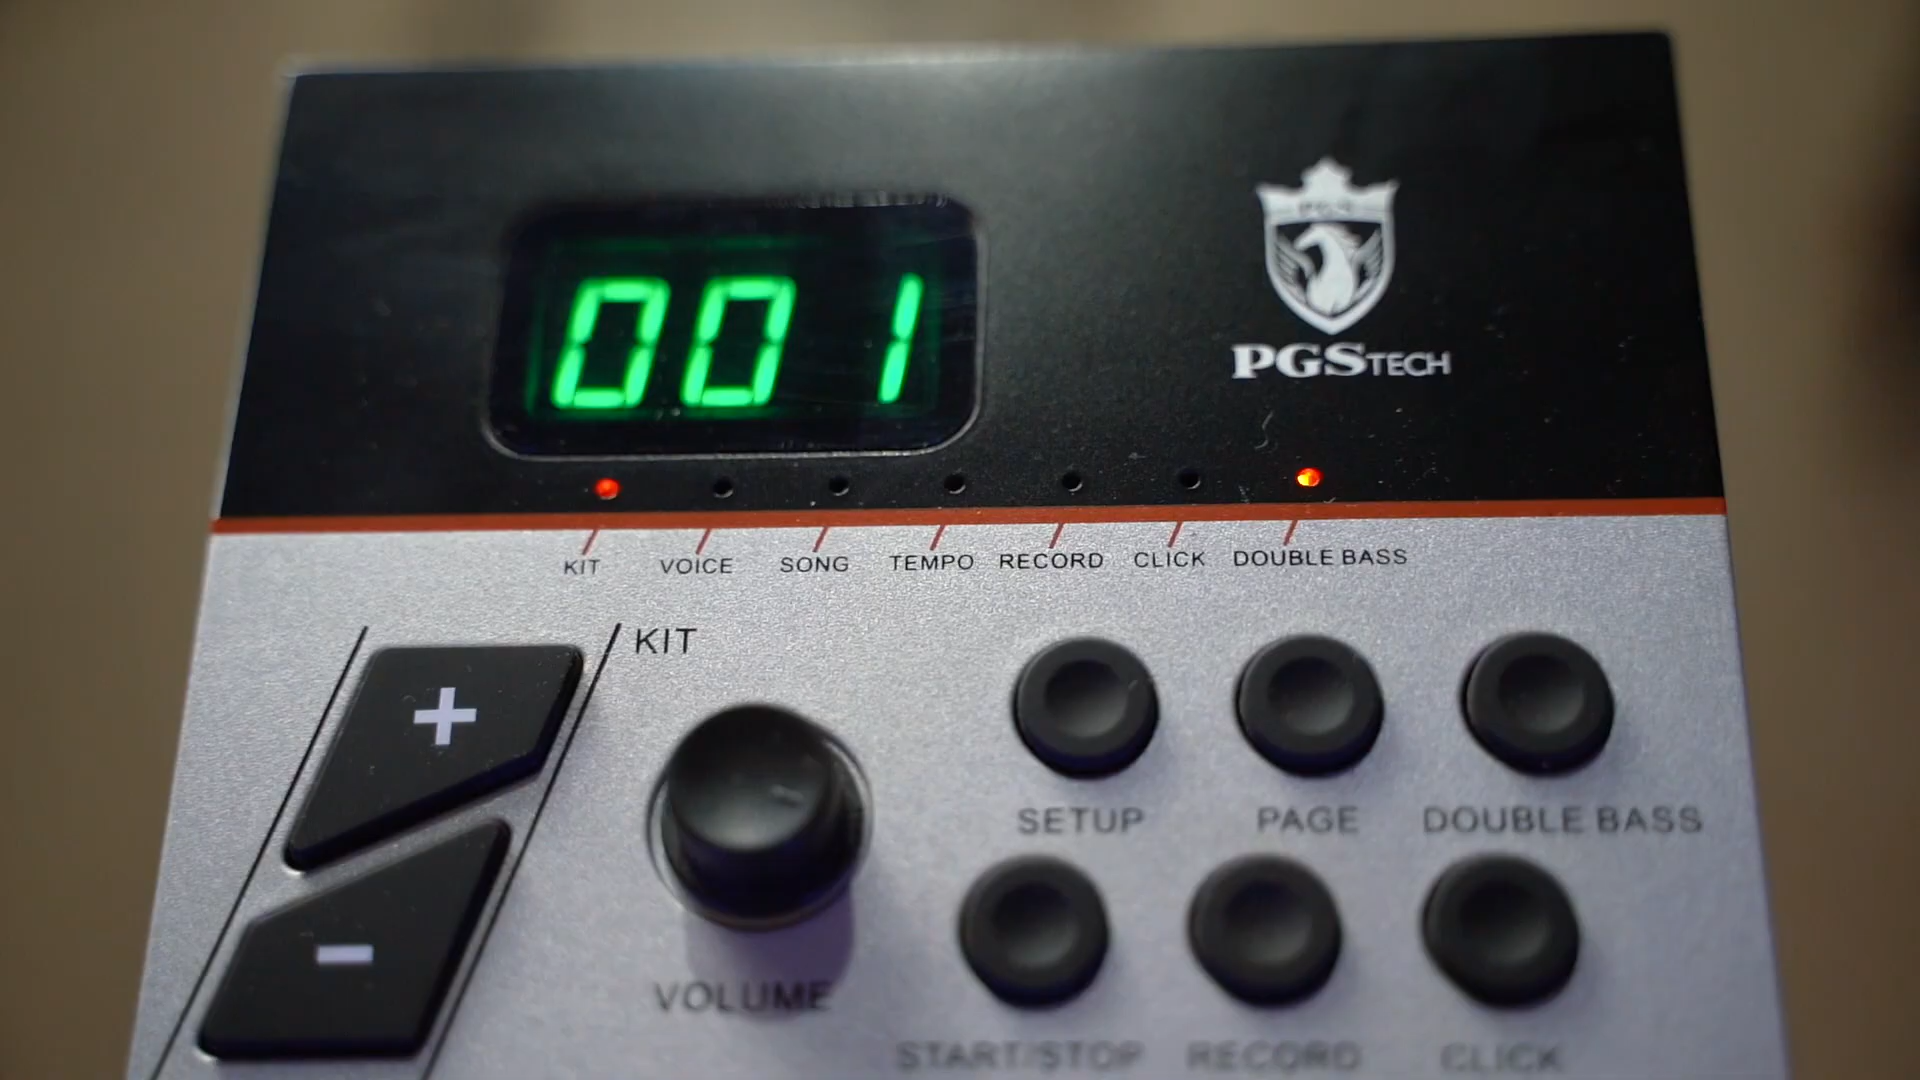 PGS
001
PGSTECH
KIT VOICE SONG TEMPO RECORD CLICK DOUBLE BASS
KIT
+
SETUP PAGE DOUBLE BASS
-
VOLUME
START/STOP RECORD CLICK